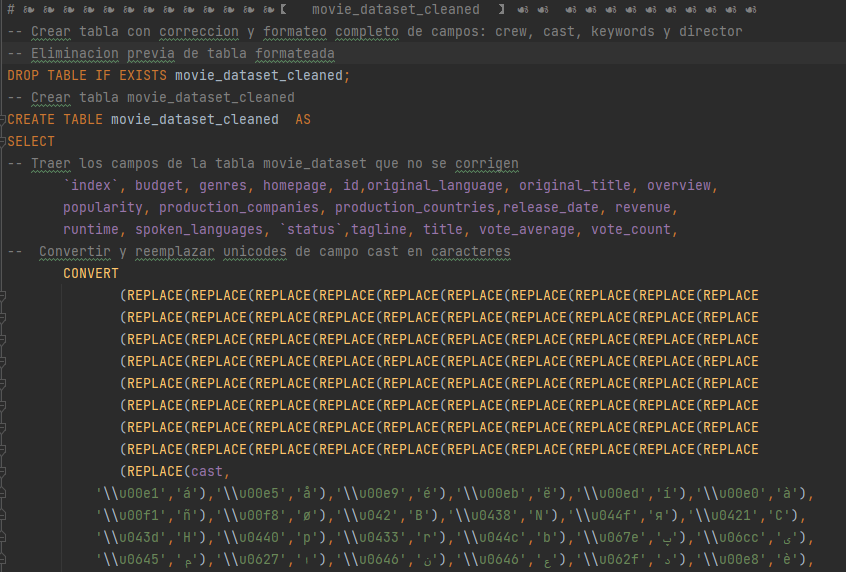 # ❧ ❧ ❧ ❧ ❧ ❧ ❧ ❧ ❧ ❧ ❧ ❧ ❧【 movie_dataset_cleaned 】 ☙ ☙ ☙ ☙ ☙ ☙ ☙ ☙ ☙ ☙ ☙ ☙
-- Crear tabla con correccion y formateo completo de campos: crew, cast, keywords y director
-- Eliminacion previa de tabla formateada
DROP TABLE IF EXISTS movie_dataset_cleaned;
-- Crear tabla movie_dataset_cleaned
CREATE TABLE movie_dataset_cleaned  AS
SELECT
-- Traer los campos de la tabla movie_dataset que no se corrigen
`index`, budget, genres, homepage, id,original_language, original_title, overview,
popularity, production_companies, production_countries,release_date, revenue,
runtime, spoken_languages, `status`,tagline, title, vote_average, vote_count,
--  Convertir y reemplazar unicodes de campo cast en caracteres
CONVERT
(REPLACE(REPLACE(REPLACE(REPLACE(REPLACE(REPLACE(REPLACE(REPLACE(REPLACE(REPLACE
(REPLACE(REPLACE(REPLACE(REPLACE(REPLACE(REPLACE(REPLACE(REPLACE(REPLACE(REPLACE
(REPLACE(REPLACE(REPLACE(REPLACE(REPLACE(REPLACE(REPLACE(REPLACE(REPLACE(REPLACE
(REPLACE(REPLACE(REPLACE(REPLACE(REPLACE(REPLACE(REPLACE(REPLACE(REPLACE(REPLACE
(REPLACE(REPLACE(REPLACE(REPLACE(REPLACE(REPLACE(REPLACE(REPLACE(REPLACE(REPLACE
(REPLACE(REPLACE(REPLACE(REPLACE(REPLACE(REPLACE(REPLACE(REPLACE(REPLACE(REPLACE
(REPLACE(REPLACE(REPLACE(REPLACE(REPLACE(REPLACE(REPLACE(REPLACE(REPLACE(REPLACE
(REPLACE(REPLACE(REPLACE(REPLACE(REPLACE(REPLACE(REPLACE(REPLACE(REPLACE(REPLACE
(REPLACE(REPLACE(cast,
'\\u00e1','á'),'\\u00e5','å'),'\\u00e9','é'),'\\u00eb','ë'),'\\u00ed','í'),'\\u00e0','à'),
'\\u00f1','ñ'),'\\u00f8','ø'),'\\u042','B'),'\\u0438','N'),'\\u044f','я'),'\\u0421','C'),
'\\u043d','H'),'\\u0440','p'),'\\u0433','r'),'\\u044c','b'),'\\u067e','پ'),'\\u06cc','ی'),
'\\u0645','م'),'\\u0627','ا'),'\\u0646','ن'),'\\u0646','ع'),'\\u062f','د'),'\\u00e8','è'),